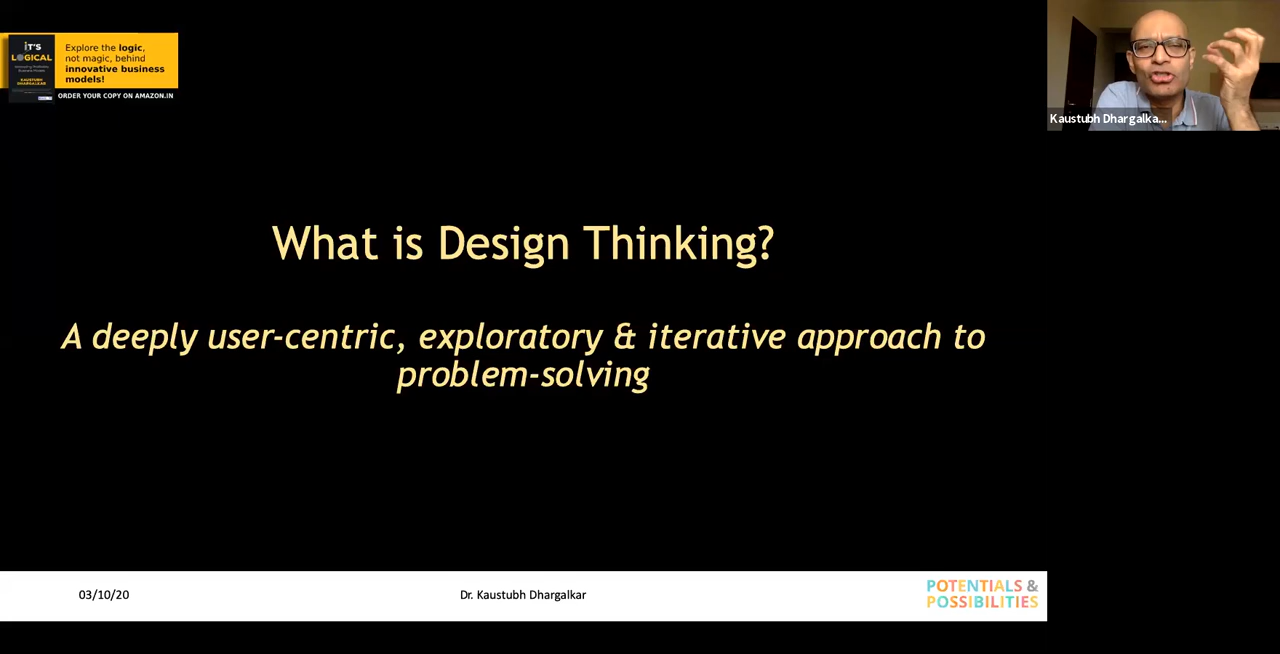 iT'S
LOGICAL
KAUSTUBH
DHARGALKAR
Explore the logic,
not magic, behind
innovative business
models!
ORDER YOUR COPY ON AMAZON.IN
Kaustubh Dhargalka...
What is Design Thinking?
A deeply user-centric, exploratory & iterative approach to
problem-solving
03/10/20
Dr. Kaustubh Dhargalkar
POTENTIALS &
POSSIBILITIES